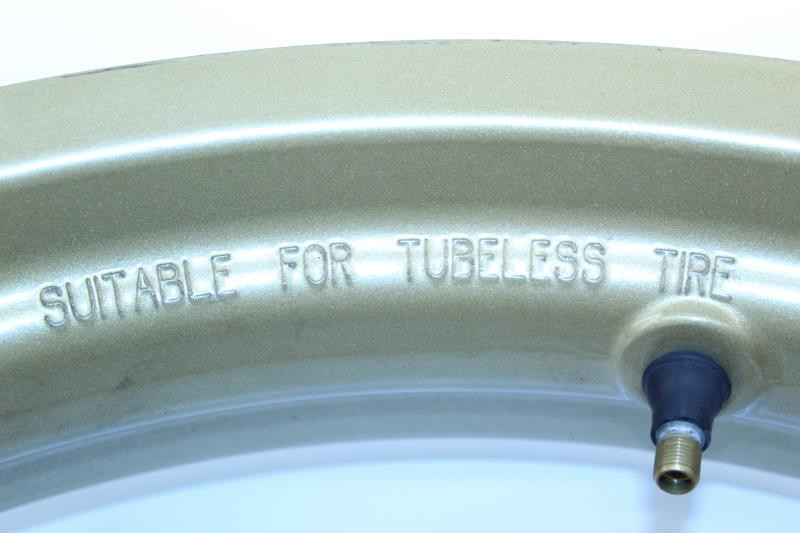 SUITABLE FOR TUBELESS TIRE